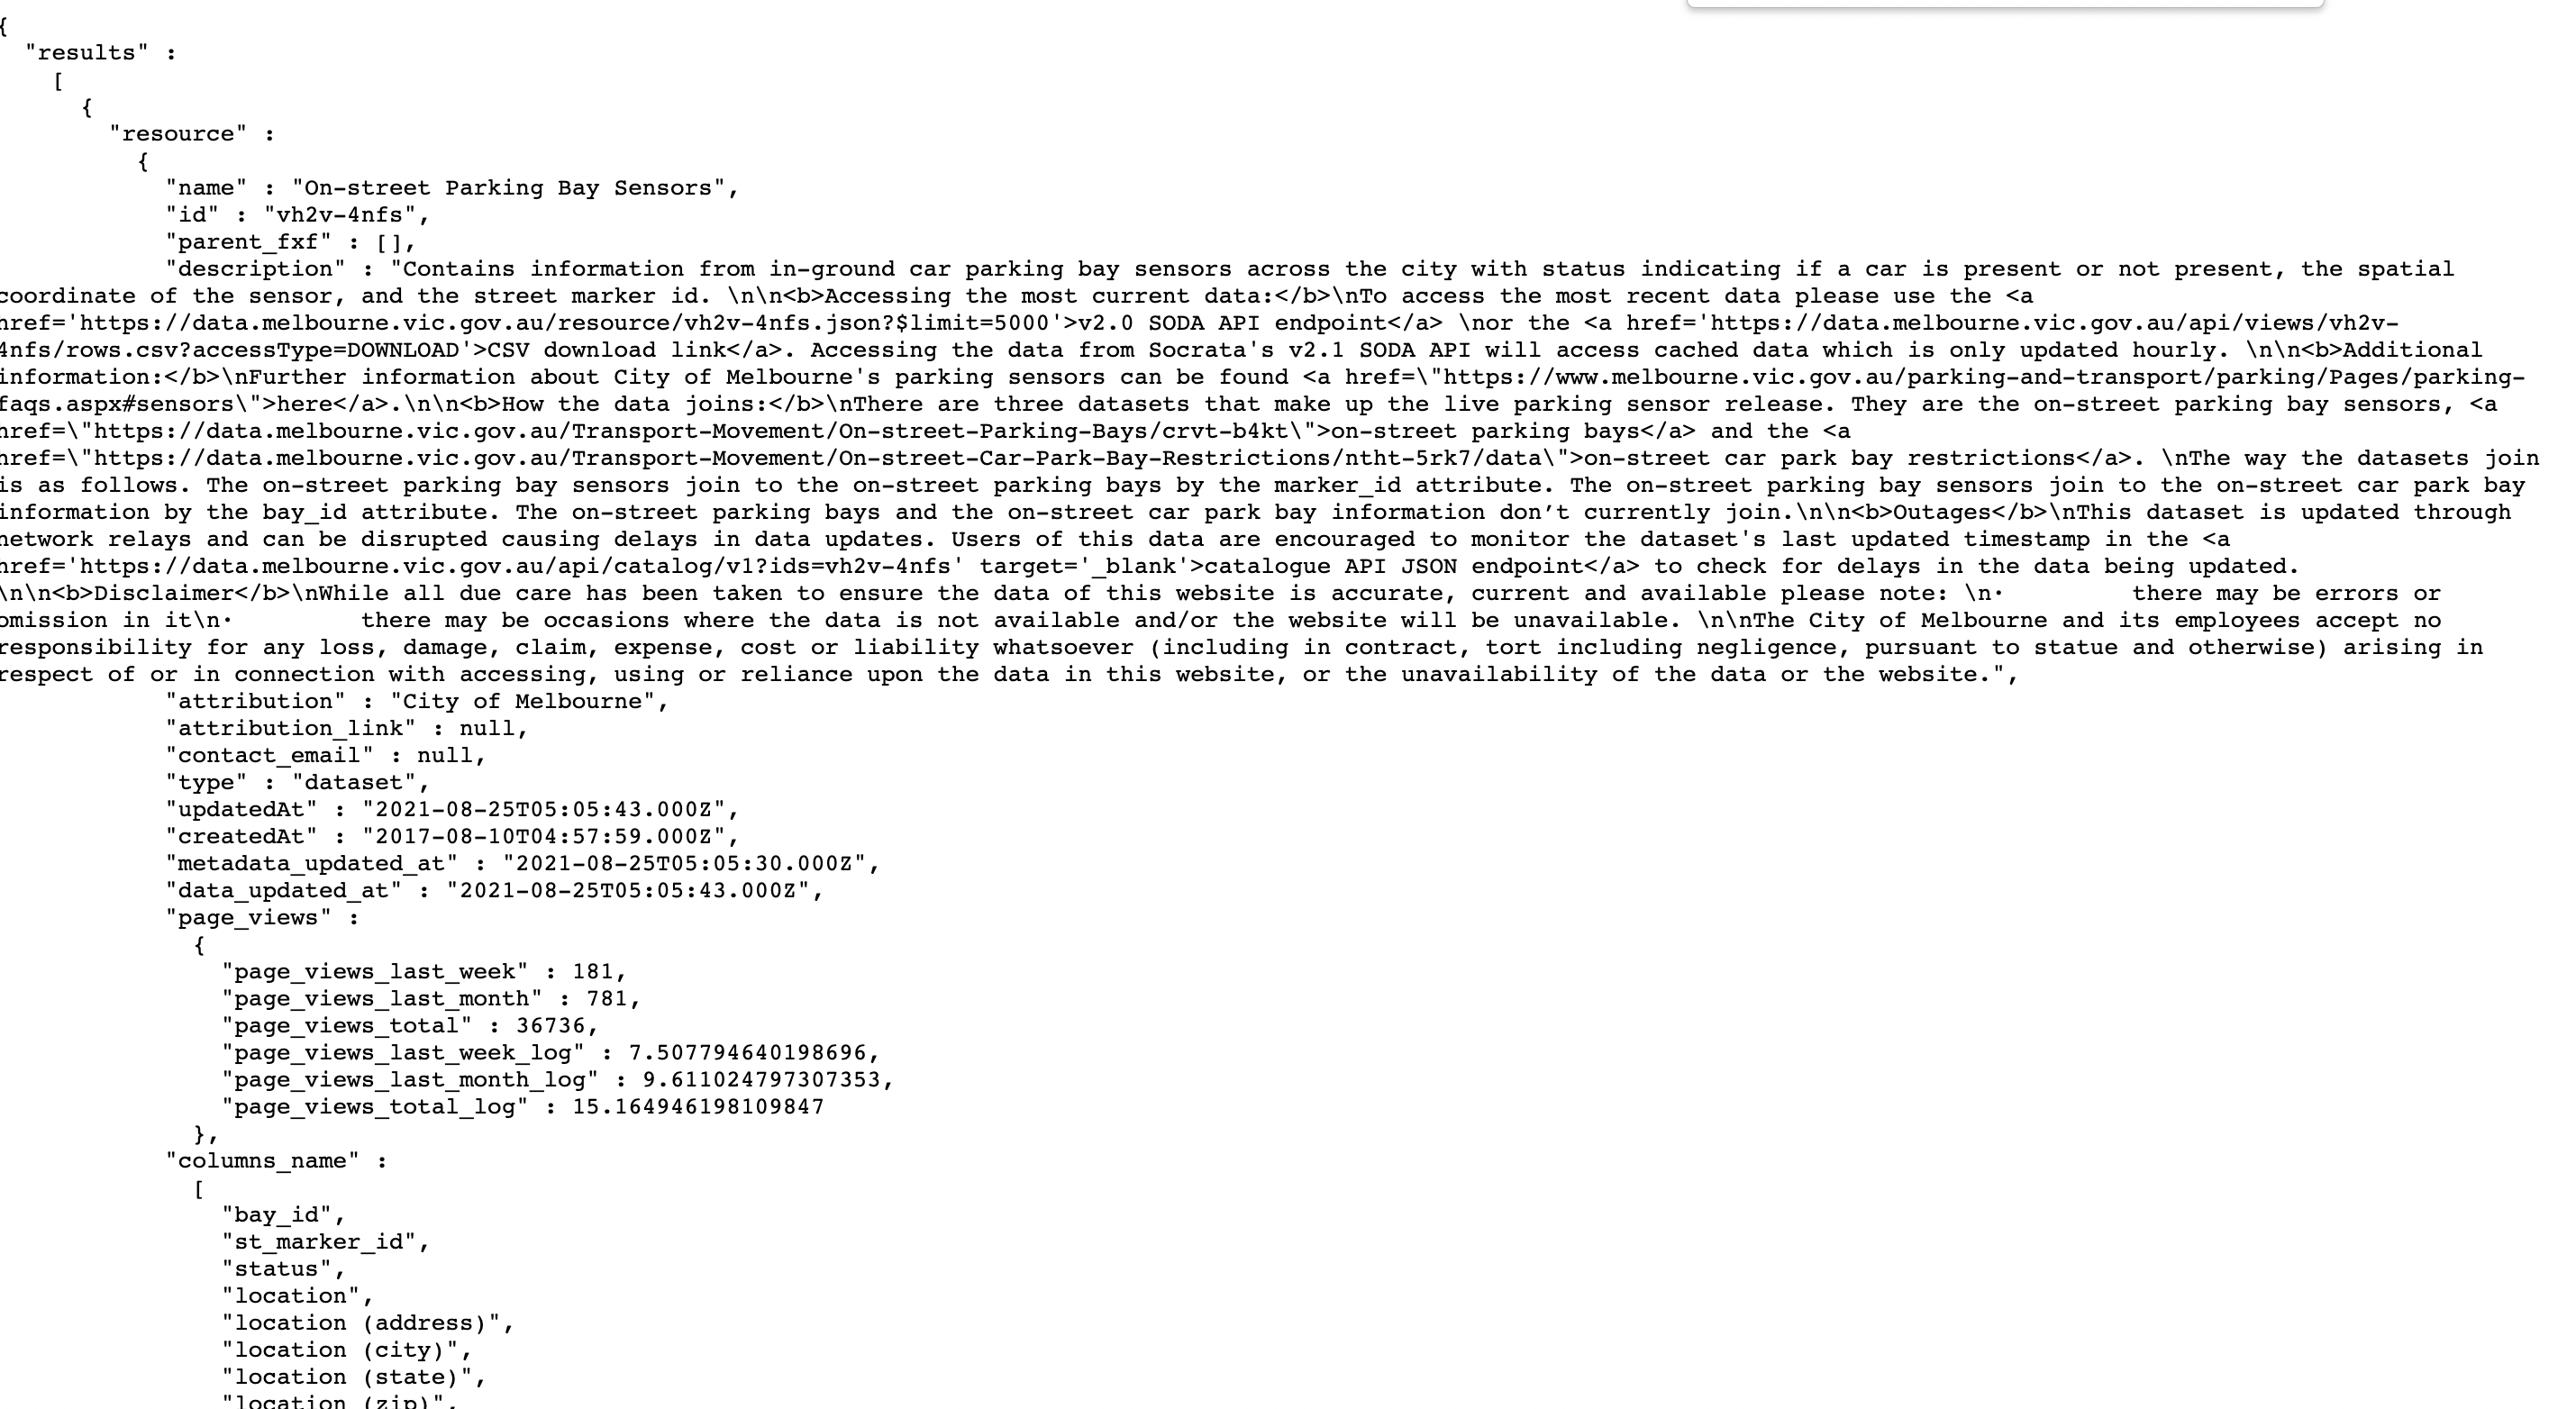 {
"results" :
[
{
"resource" :
{
"name" : "On-street Parking Bay Sensors",
"id" : "vh2v-4nfs",
"parent_fxf" : [],
"description" : "Contains information from in-ground car parking bay sensors across the city with status indicating if a car is present or not present, the spatial
coordinate of the sensor, and the street marker id. \n\n<b>Accessing the most current data:</b>\nTo access the most recent data please use the <a
href='https://data.melbourne.vic.gov.au/resource/vh2v-4nfs.json?$limit=5000'>v2.0 SODA API endpoint</a> \nor the <a href='https://data.melbourne.vic.gov.au/api/views/vh2v-
4nfs/rows.csv?accessType=DOWNLOAD'>CSV download link</a>. Accessing the data from Socrata's v2.1 SODA API will access cached data which is only updated hourly. \n\n<b>Additional
information:</b>\nFurther information about City of Melbourne's parking sensors can be found <a href=\"https://www.melbourne.vic.gov.au/parking-and-transport/parking/Pages/parking-
faqs.aspx#sensors\">here</a>.\n\n<b>How the data joins:</b>\nThere are three datasets that make up the live parking sensor release. They are the on-street parking bay sensors, <a
href=\"https://data.melbourne.vic.gov.au/Transport-Movement/On-street-Parking-Bays/crvt-b4kt\">on-street parking bays</a> and the <a
href=\"https://data.melbourne.vic.gov.au/Transport-Movement/On-street-Car-Park-Bay-Restrictions/ntht-5rk7/data\">on-street car park bay restrictions</a>. \nThe way the datasets join
is as follows. The on-street parking bay sensors join to the on-street parking bays by the marker_id attribute. The on-street parking bay sensors join to the on-street car park bay
information by the bay_id attribute. The on-street parking bays and the on-street car park bay information don’t currently join.\n\n<b>Outages</b>\nThis dataset is updated through
network relays and can be disrupted causing delays in data updates. Users of this data are encouraged to monitor the dataset's last updated timestamp in the <a
href='https://data.melbourne.vic.gov.au/api/catalog/v1?ids=vh2v-4nfs' target='_blank'>catalogue API JSON endpoint</a> to check for delays in the data being updated.
\n\n<b>Disclaimer</b>\nWhile all due care has been taken to ensure the data of this website is accurate, current and available please note: \n· there may be errors or
omission in it\n· there may be occasions where the data is not available and/or the website will be unavailable. \n\nThe City of Melbourne and its employees accept no
responsibility for any loss, damage, claim, expense, cost or liability whatsoever (including in contract, tort including negligence, pursuant to statue and otherwise) arising in
respect of or in connection with accessing, using or reliance upon the data in this website, or the unavailability of the data or the website.",
"attribution" : "City of Melbourne",
"attribution_link" : null,
"contact_email" : null,
"type" : "dataset",
"updatedAt" : "2021-08-25T05:05:43.000Z",
"createdAt" : "2017-08-10T04:57:59.000Z",
"metadata_updated_at" : "2021-08-25T05:05:30.000Z",
"data_updated_at" : "2021-08-25T05:05:43.000Z",
"page_views" :
{
"page_views_last_week" : 181,
"page_views_last_month" : 781,
"page_views_total" : 36736,
"page_views_last_week_log" : 7.507794640198696,
"page_views_last_month_log" : 9.611024797307353,
"page_views_total_log" : 15.164946198109847
},
"columns_name" :
[
"bay_id",
"st_marker_id",
"status",
"location",
"location (address)",
"location (city)",
"location (state)",
"location (zip)",